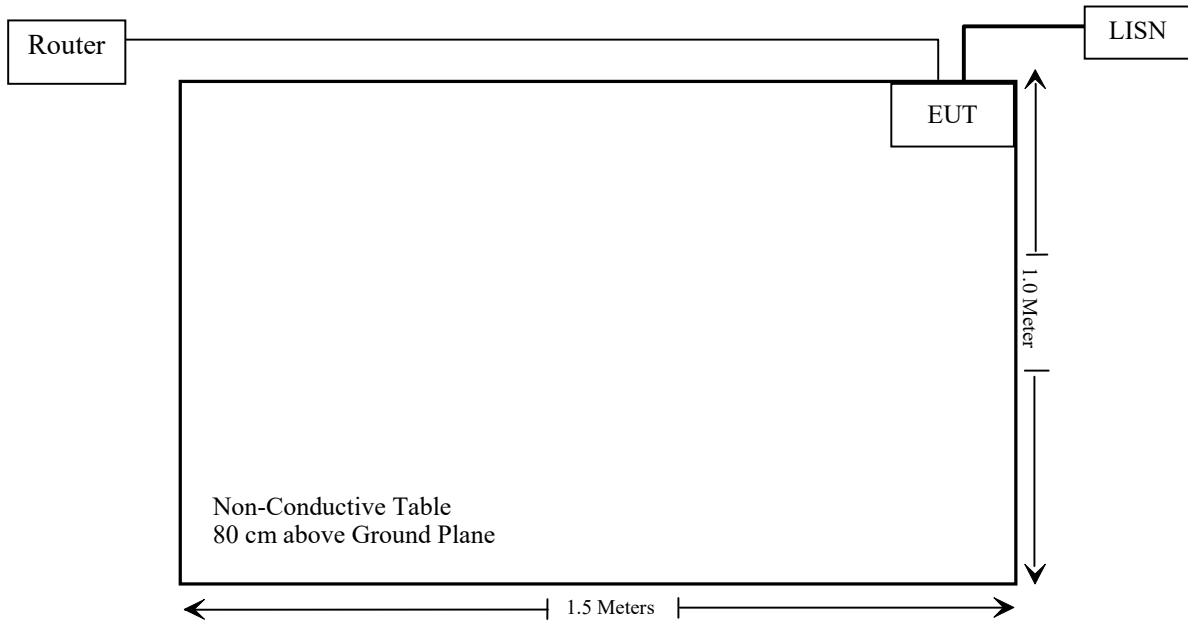 Router
LISN
EUT
1.0 Meter
Non-Conductive Table
80 cm above Ground Plane
1.5 Meters